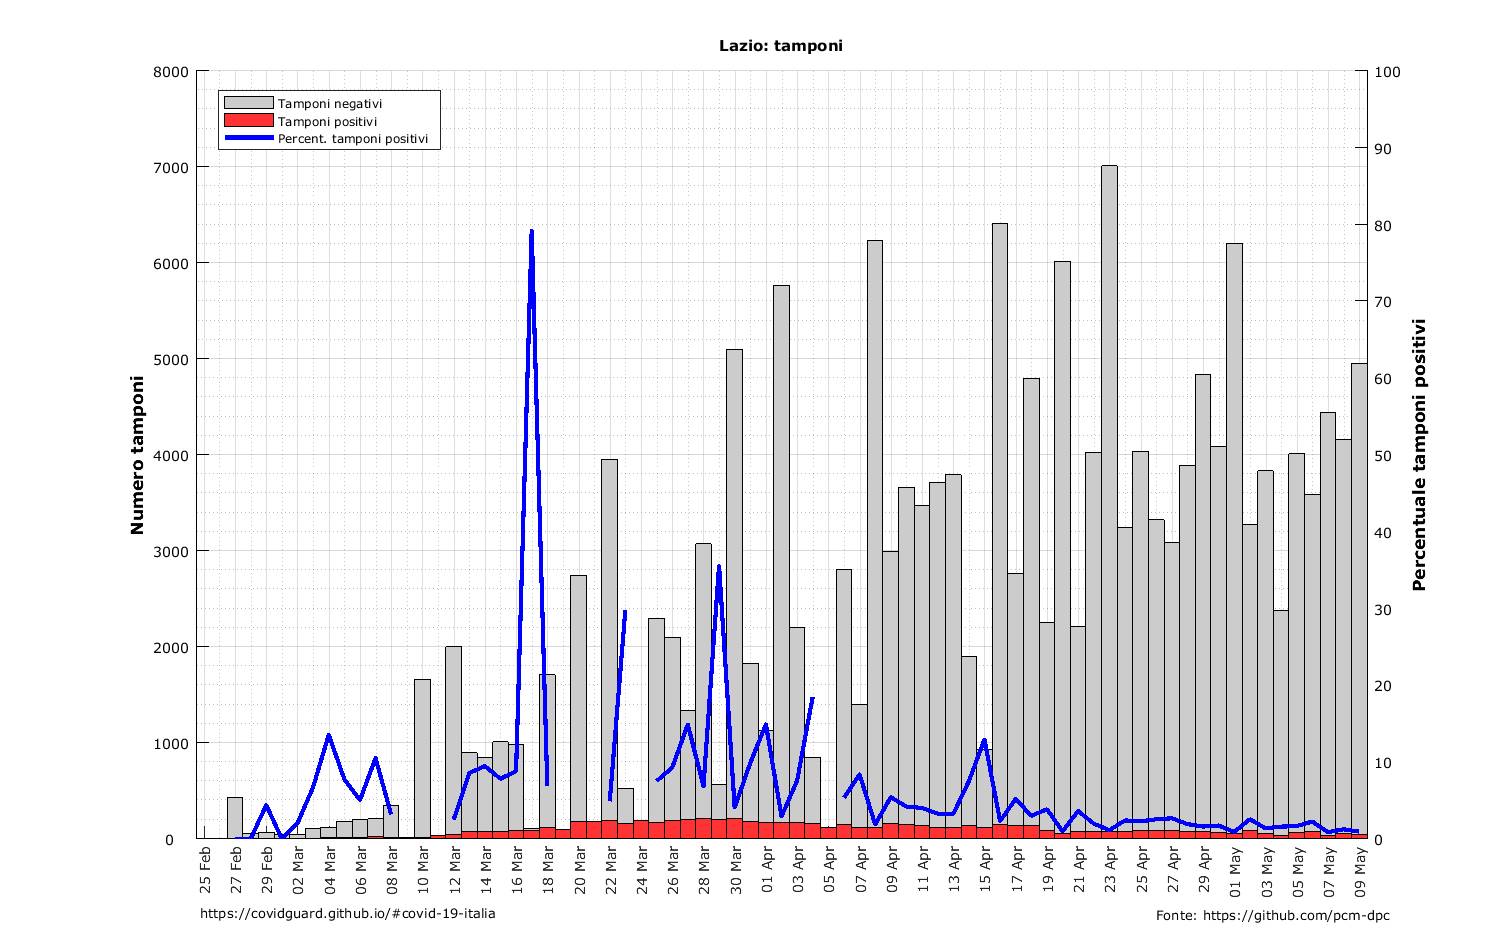 Lazio: tamponi
Tamponi negativi
Tamponi positivi
Percent. tamponi positivi
Numero tamponi
8000
7000
6000
5000
4000
3000
2000
1000
0
100
90
80
70
60
50
40
30
20
10
0
Percentuale tamponi positivi
25 Feb
27 Feb
29 Feb
02 Mar
04 Mar
06 Mar
08 Mar
10 Mar
12 Mar
14 Mar
16 Mar
18 Mar
20 Mar
22 Mar
24 Mar
26 Mar
28 Mar
30 Mar
01 Apr
03 Apr
05 Apr
07 Apr
09 Apr
11 Apr
13 Apr
15 Apr
17 Apr
19 Apr
21 Apr
23 Apr
25 Apr
27 Apr
29 Apr
01 May
03 May
05 May
07 May
09 May
https://covidguard.github.io/#covid-19-italia
Fonte: https://github.com/pcm-dpc